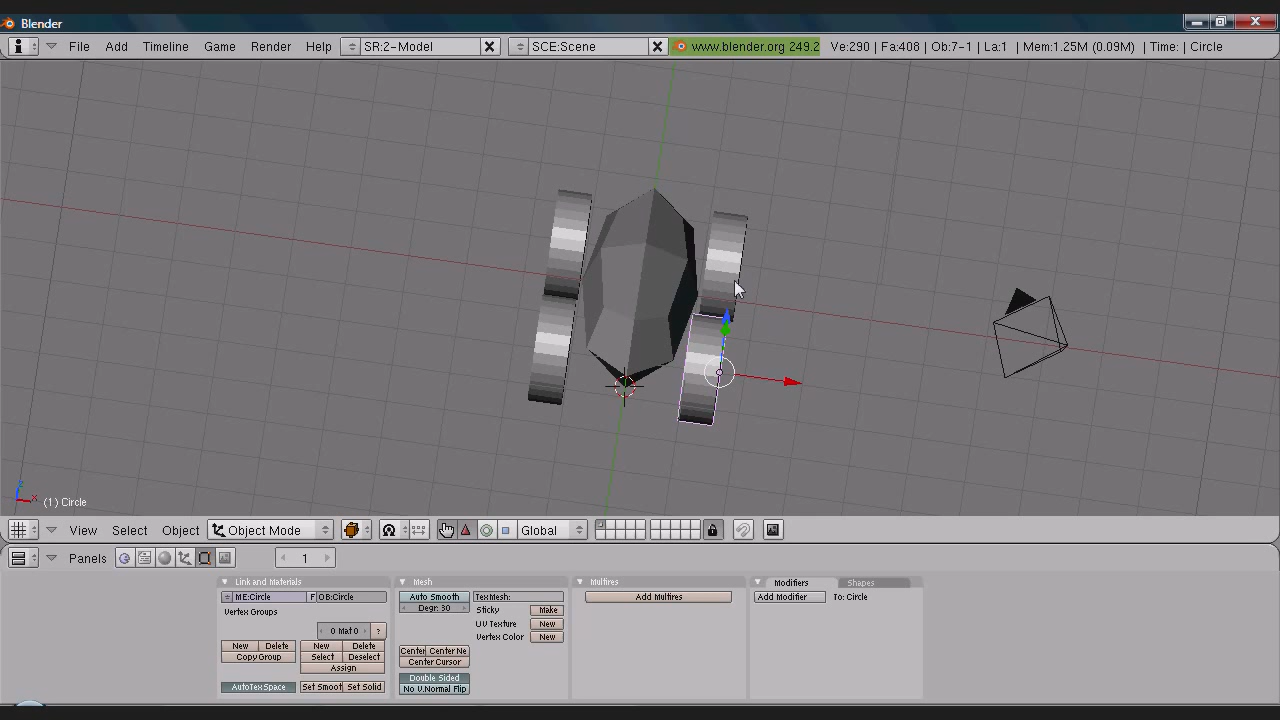 Blender
File Add Timeline Game Render Help SR:2-Model SCE:Scene www.blender.org 249.2 Ve:290 | Fa:408 | Ob:7-1 | La:1 | Mem:1.25M (0.09M) | Time: | Circle
z
x
(1) Circle
View Select Object Object Mode Global
Panels 1
Link and Materials Mesh Multires Modifiers Shapes
ME:Circle F OB:Circle Auto Smooth TexMesh: Add Multires Add Modifier To: Circle
Degr: 30
Vertex Groups Sticky Make
UV Texture New
0 Mat 0 ? Vertex Color New
New Delete New Delete Center Center Ne
Copy Group Select Deselect Center Cursor
Assign
Double Sided
AutoTexSpace Set Smoot Set Solid No V.Normal Flip